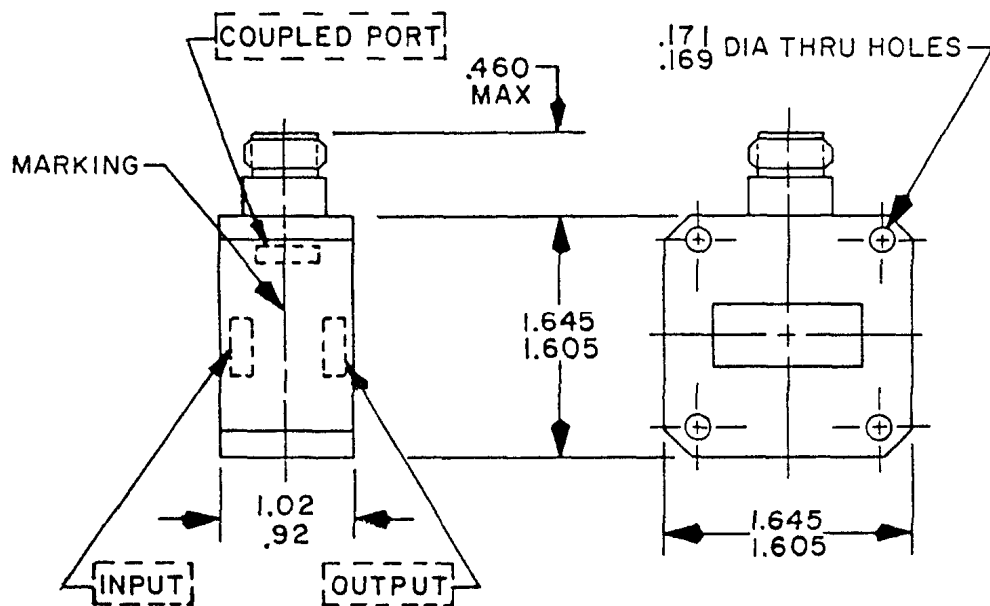 COUPLED PORT
.460
MAX
.171
.169 DIA THRU HOLES
MARKING
1.645
1.605
1.02
.92
1.645
1.605
INPUT
OUTPUT